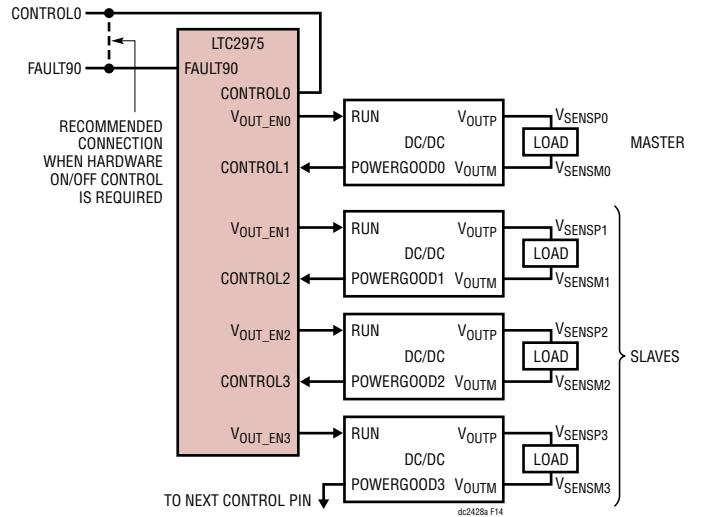 CONTROL0
FAULT90
RECOMMENDED
CONNECTION
WHEN HARDWARE
ON/OFF CONTROL
IS REQUIRED
LTC2975
FAULT90
CONTROL0
VOUT_EN0
CONTROL1
VOUT_EN1
CONTROL2
VOUT_EN2
CONTROL3
VOUT_EN3
RUN VOUTP
DC/DC
POWERGOOD0 VOUTM
VSENSP0
LOAD
VSENSM0
MASTER
RUN VOUTP
DC/DC
POWERGOOD1 VOUTM
VSENSP1
LOAD
VSENSM1
RUN VOUTP
DC/DC
POWERGOOD2 VOUTM
VSENSP2
LOAD
VSENSM2
SLAVES
RUN VOUTP
DC/DC
POWERGOOD3 VOUTM
VSENSP3
LOAD
VSENSM3
TO NEXT CONTROL PIN
dc2428a F14